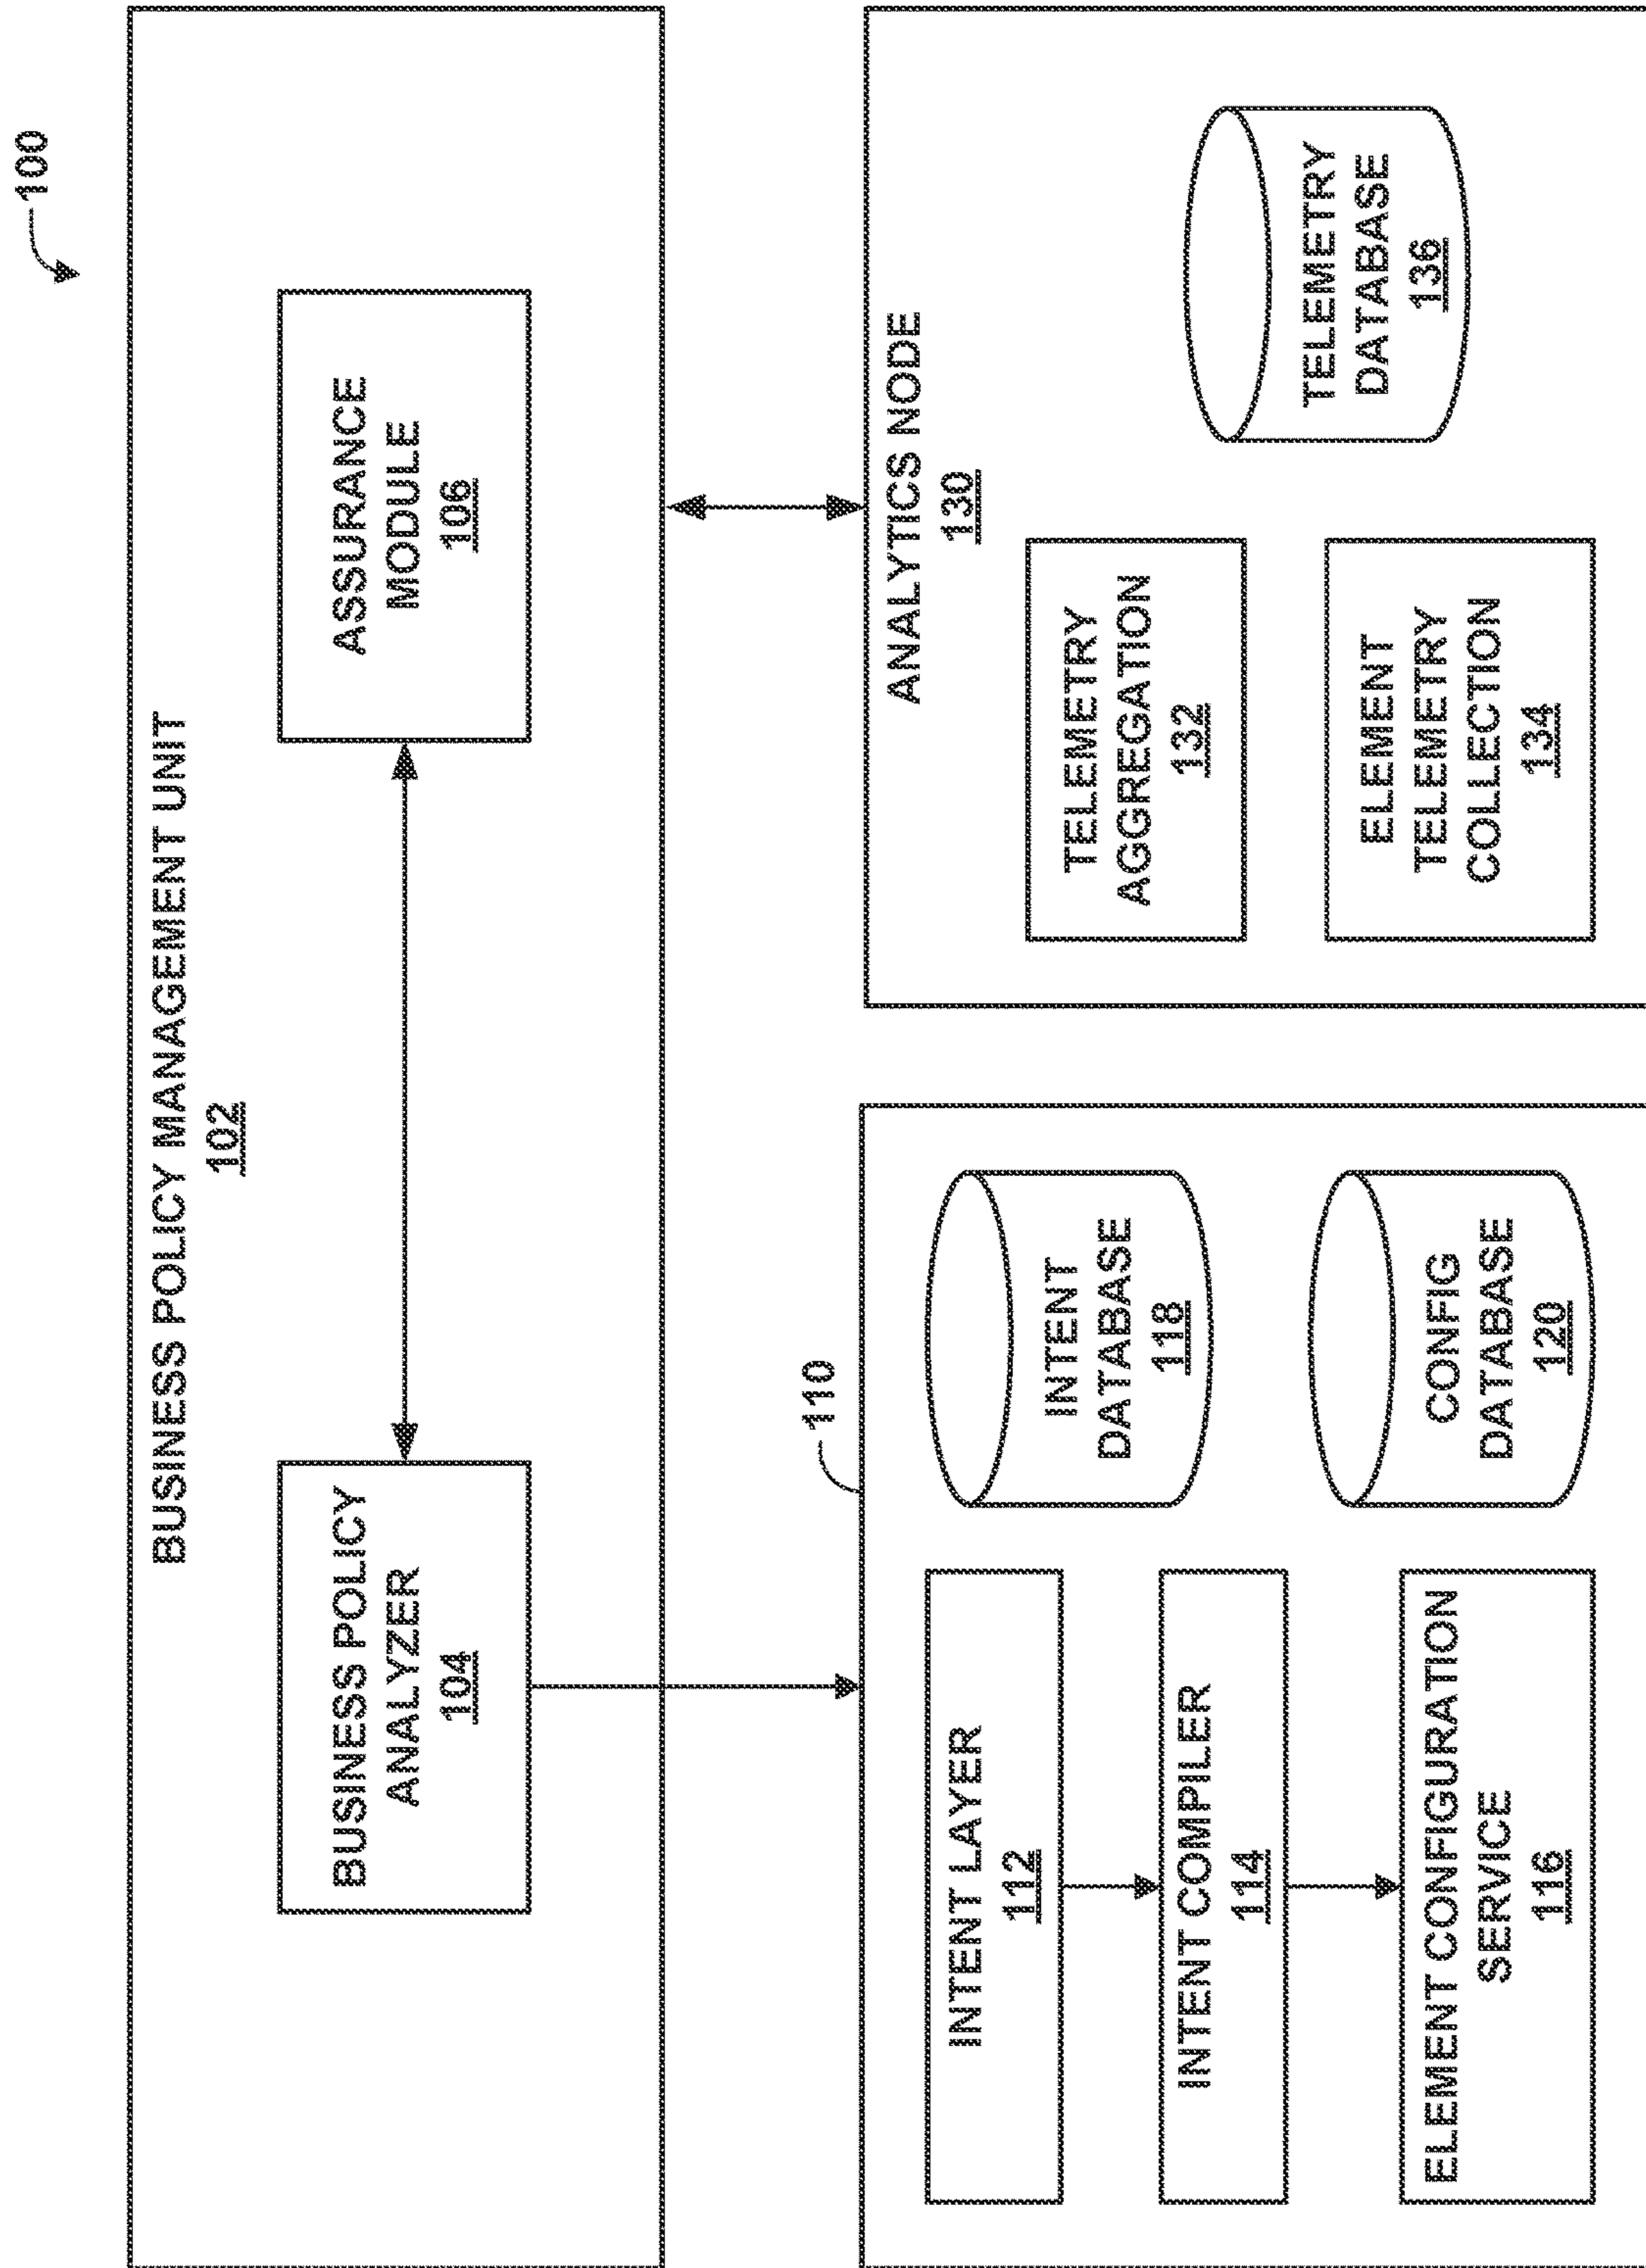 100
BUSINESS POLICY MANAGEMENT UNIT
102
BUSINESS POLICY
ANALYZER
104
ASSURANCE
MODULE
106
110
INTENT LAYER
112
INTENT COMPILER
114
ELEMENT CONFIGURATION
SERVICE
116
INTENT
DATABASE
118
CONFIG
DATABASE
120
ANALYTICS NODE
130
TELEMETRY
AGGREGATION
132
ELEMENT
TELEMETRY
COLLECTION
134
TELEMETRY
DATABASE
136